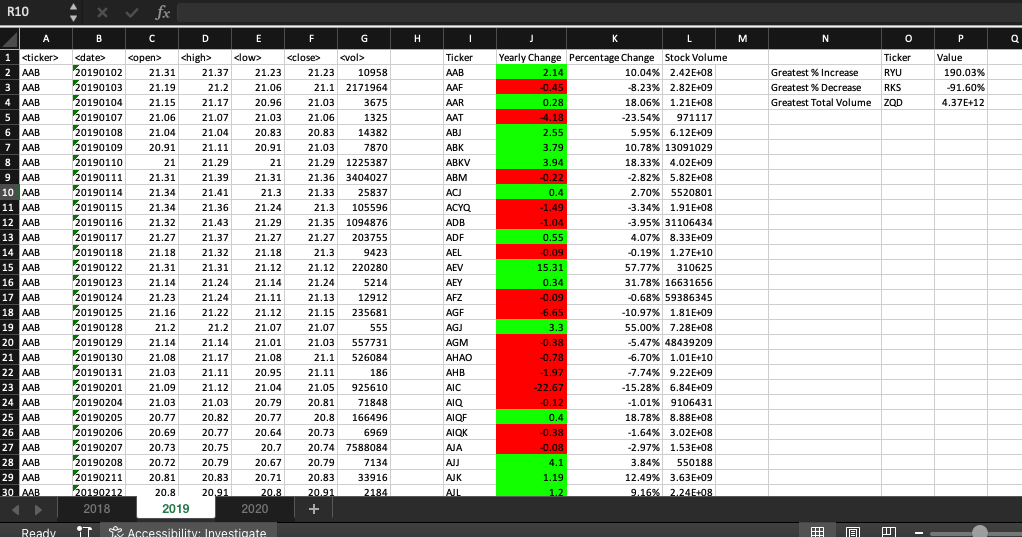 R10 fx
A B C D E F G H I J K L M N O P Q
1 <ticker> <date> <open> <high> <low> <close> <vol> Ticker Yearly Change Percentage Change Stock Volume Ticker Value
2 AAB 20190102 21.31 21.37 21.23 21.23 10958 AAB 2.14 10.04% 2.42E+08 Greatest % Increase RYU 190.03%
3 AAB 20190103 21.19 21.2 21.06 21.1 2171964 AAF -0.45 -8.23% 2.82E+09 Greatest % Decrease RKS -91.60%
4 AAB 20190104 21.15 21.17 20.96 21.03 3675 AAR 0.28 18.06% 1.21E+08 Greatest Total Volume ZQD 4.37E+12
5 AAB 20190107 21.06 21.07 21.03 21.06 1325 AAT -4.18 -23.54% 971117
6 AAB 20190108 21.04 21.04 20.83 20.83 14382 ABJ 2.55 5.95% 6.12E+09
7 AAB 20190109 20.91 21.11 20.91 21.03 7870 ABK 3.79 10.78% 13091029
8 AAB 20190110 21 21.29 21 21.29 1225387 ABKV 3.94 18.33% 4.02E+09
9 AAB 20190111 21.31 21.39 21.31 21.36 3404027 ABM -0.22 -2.82% 5.82E+08
10 AAB 20190114 21.34 21.41 21.3 21.33 25837 ACJ 0.4 2.70% 5520801
11 AAB 20190115 21.34 21.36 21.24 21.3 105596 ACYQ -1.49 -3.34% 1.91E+08
12 AAB 20190116 21.32 21.43 21.29 21.35 1094876 ADB -1.04 -3.95% 31106434
13 AAB 20190117 21.27 21.37 21.27 21.27 203755 ADF 0.55 4.07% 8.33E+09
14 AAB 20190118 21.18 21.32 21.18 21.3 9423 AEL -0.09 -0.19% 1.27E+10
15 AAB 20190122 21.31 21.31 21.12 21.12 220280 AEV 15.31 57.77% 310625
16 AAB 20190123 21.14 21.24 21.14 21.24 5214 AEY 0.34 31.78% 16631656
17 AAB 20190124 21.23 21.24 21.11 21.13 12912 AFZ -0.09 -0.68% 59386345
18 AAB 20190125 21.16 21.22 21.12 21.15 235681 AGF -6.65 -10.97% 1.81E+09
19 AAB 20190128 21.2 21.2 21.07 21.07 555 AGJ 3.3 55.00% 7.28E+08
20 AAB 20190129 21.14 21.14 21.01 21.03 557731 AGM -0.38 -5.47% 48439209
21 AAB 20190130 21.08 21.17 21.08 21.1 526084 AHAO -0.78 -6.70% 1.01E+10
22 AAB 20190131 21.03 21.11 20.95 21.11 186 AHB -1.97 -7.74% 9.22E+09
23 AAB 20190201 21.09 21.12 21.04 21.05 925610 AIC -22.67 -15.28% 6.84E+09
24 AAB 20190204 21.03 21.03 20.79 20.81 71848 AIQ -0.12 -1.01% 9106431
25 AAB 20190205 20.77 20.82 20.77 20.8 166496 AIQF 0.4 18.78% 8.88E+09
26 AAB 20190206 20.69 20.77 20.64 20.73 6969 AIQK -0.38 -1.64% 3.02E+08
27 AAB 20190207 20.73 20.75 20.7 20.74 7588084 AJA -0.08 -2.97% 1.53E+08
28 AAB 20190208 20.72 20.79 20.67 20.79 7134 AJJ 4.1 3.84% 550188
29 AAB 20190211 20.81 20.83 20.71 20.83 33916 AJK 1.19 12.49% 3.63E+09
30 AAB 20190212 20.8 20.91 20.8 20.91 2184 AJL 1.2 9.16% 2.24E+08
2018 2019 2020 +
Ready Accessibility: Investigate